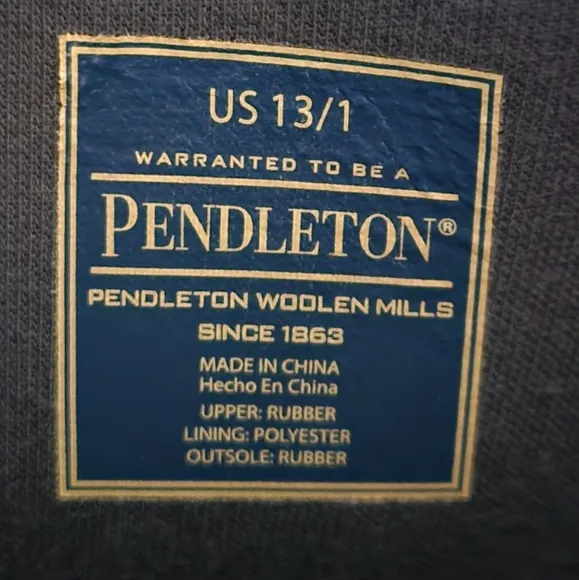 US 13/1
WARRANTED TO BE A
PENDLETON®
PENDLETON WOOLEN MILLS
SINCE 1863
MADE IN CHINA
Hecho En China
UPPER: RUBBER
LINING: POLYESTER
OUTSOLE: RUBBER